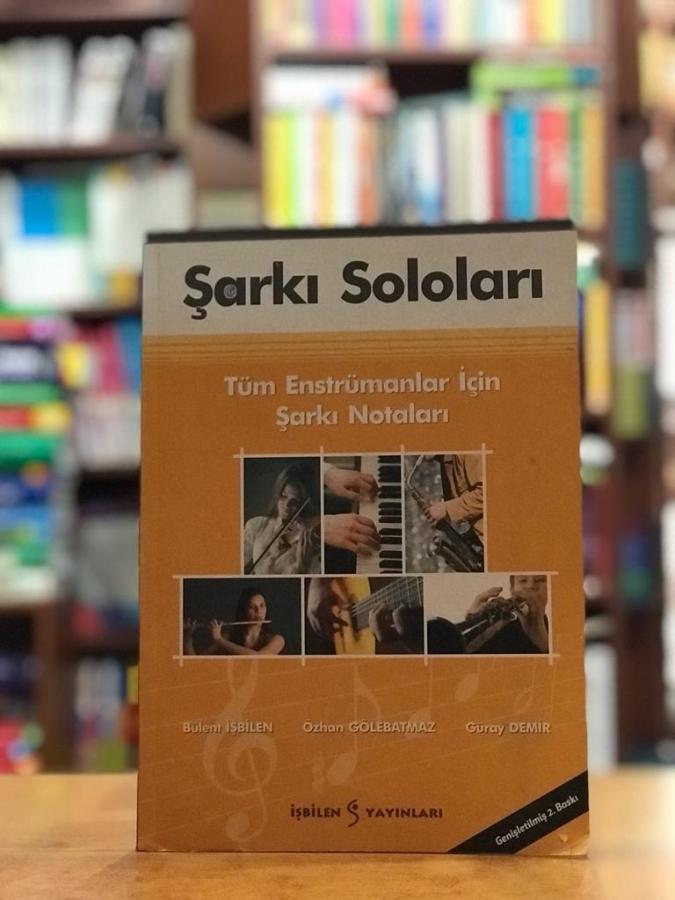 Şarkı Soloları
Tüm Enstrümanlar İçin
Şarkı Notaları
Bülent İŞBİLEN Özhan GÖLEBATMAZ Güray DEMİR
İŞBİLEN YAYINLARI
Genişletilmiş 2. Baskı